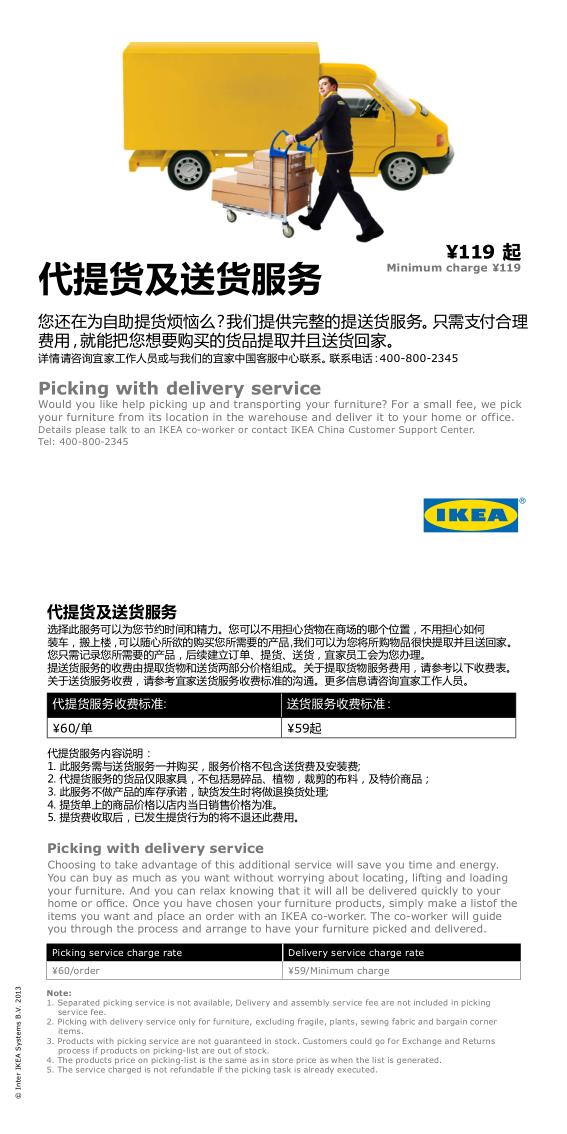 ¥119 起
Minimum charge ¥119
代提货及送货服务
您还在为自助提货烦恼么？我们提供完整的提送货服务。只需支付合理
费用，就能把您想要购买的货品提取并且送货回家。
详情请咨询宜家工作人员或与我们的宜家中国客服中心联系。联系电话：400-800-2345
Picking with delivery service
Would you like help picking up and transporting your furniture? For a small fee, we pick
your furniture from its location in the warehouse and deliver it to your home or office.
Details please talk to an IKEA co-worker or contact IKEA China Customer Support Center.
Tel: 400-800-2345
IKEA®
代提货及送货服务
选择此服务可以为您节约时间和精力。您可以不用担心货物在商场的哪个位置，不用担心如何
装车，搬上楼，可以随心所欲的购买您所需要的产品，我们可以为您将所购物品很快提取并且送回家。
您只需记录您所需要的产品，后续建立订单、提货、送货，宜家员工会为您办理。
提送货服务的收费由提取货物和送货两部分价格组成。关于提取货物服务费用，请参考以下收费表。
关于送货服务收费，请参考宜家送货服务收费标准的沟通。更多信息请咨询宜家工作人员。
代提货服务收费标准: 送货服务收费标准：
¥60/单 ¥59起
代提货服务内容说明：
1. 此服务需与送货服务一并购买，服务价格不包含送货费及安装费;
2. 代提货服务的货品仅限家具，不包括易碎品、植物，裁剪的布料，及特价商品；
3. 此服务不做产品的库存承诺，缺货发生时将做退换货处理;
4. 提货单上的商品价格以店内当日销售价格为准。
5. 提货费收取后，已发生提货行为的将不退还此费用。
Picking with delivery service
Choosing to take advantage of this additional service will save you time and energy.
You can buy as much as you want without worrying about locating, lifting and loading
your furniture. And you can relax knowing that it will all be delivered quickly to your
home or office. Once you have chosen your furniture products, simply make a listof the
items you want and place an order with an IKEA co-worker. The co-worker will guide
you through the process and arrange to have your furniture picked and delivered.
Picking service charge rate Delivery service charge rate
¥60/order ¥59/Minimum charge
Note:
1. Separated picking service is not available, Delivery and assembly service fee are not included in picking
service fee.
2. Picking with delivery service only for furniture, excluding fragile, plants, sewing fabric and bargain corner
items.
3. Products with picking service are not guaranteed in stock. Customers could go for Exchange and Returns
process if products on picking-list are out of stock.
4. The products price on picking-list is the same as in store price as when the list is generated.
5. The service charged is not refundable if the picking task is already executed.
© Inter IKEA Systems B.V. 2013